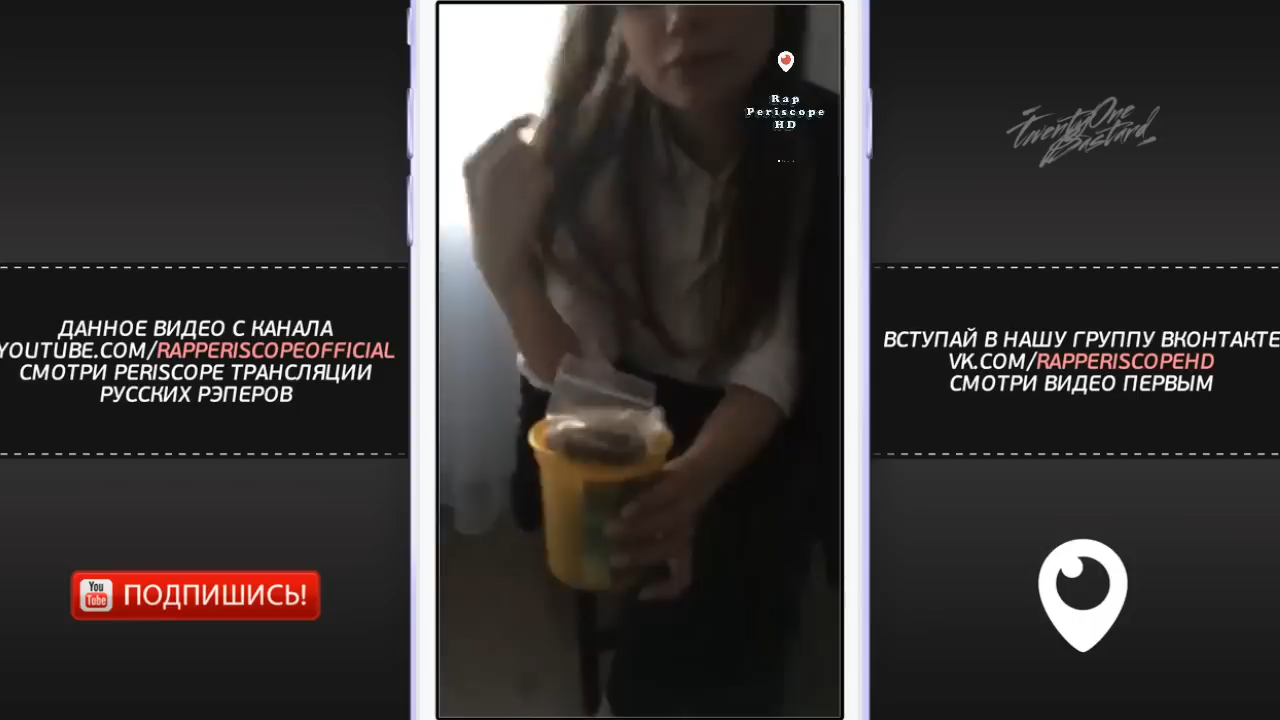 ДАННОЕ ВИДЕО С КАНАЛА
YOUTUBE.COM/RAPPERISCOPEOFFICIAL
СМОТРИ PERISCOPE ТРАНСЛЯЦИИ
РУССКИХ РЭПЕРОВ
You
Tube
ПОДПИШИСЬ!
Rap
Periscope
HD
TwentyOne
Bastard
ВСТУПАЙ В НАШУ ГРУППУ ВКОНТАКТЕ
VK.COM/RAPPERISCOPEHD
СМОТРИ ВИДЕО ПЕРВЫМ